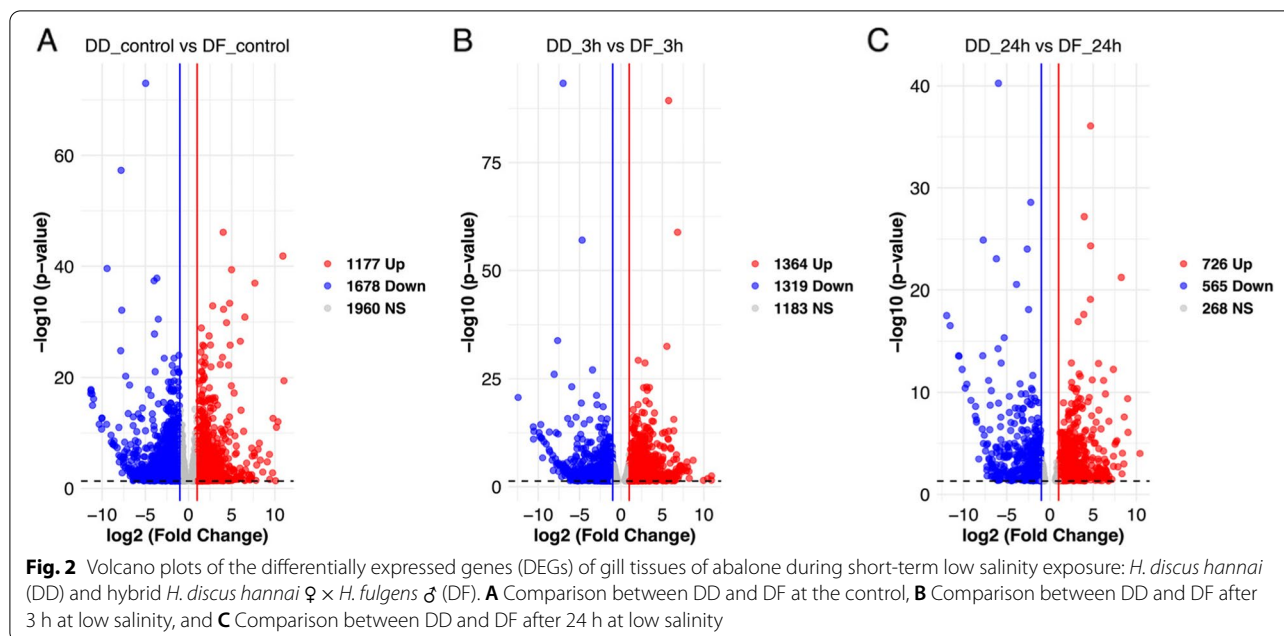 A
DD_control vs DF_control
−log10 (p−value)
60
40
20
0
−10 −5 0 5 10
log2 (Fold Change)
1177 Up
1678 Down
1960 NS
B
DD_3h vs DF_3h
−log10 (p−value)
75
50
25
0
−10 −5 0 5 10
log2 (Fold Change)
1364 Up
1319 Down
1183 NS
C
DD_24h vs DF_24h
−log10 (p−value)
40
30
20
10
0
−10 −5 0 5 10
log2 (Fold Change)
726 Up
565 Down
268 NS
Fig. 2 Volcano plots of the differentially expressed genes (DEGs) of gill tissues of abalone during short-term low salinity exposure: H. discus hannai
(DD) and hybrid H. discus hannai ♀ × H. fulgens ♂ (DF). A Comparison between DD and DF at the control, B Comparison between DD and DF after
3 h at low salinity, and C Comparison between DD and DF after 24 h at low salinity